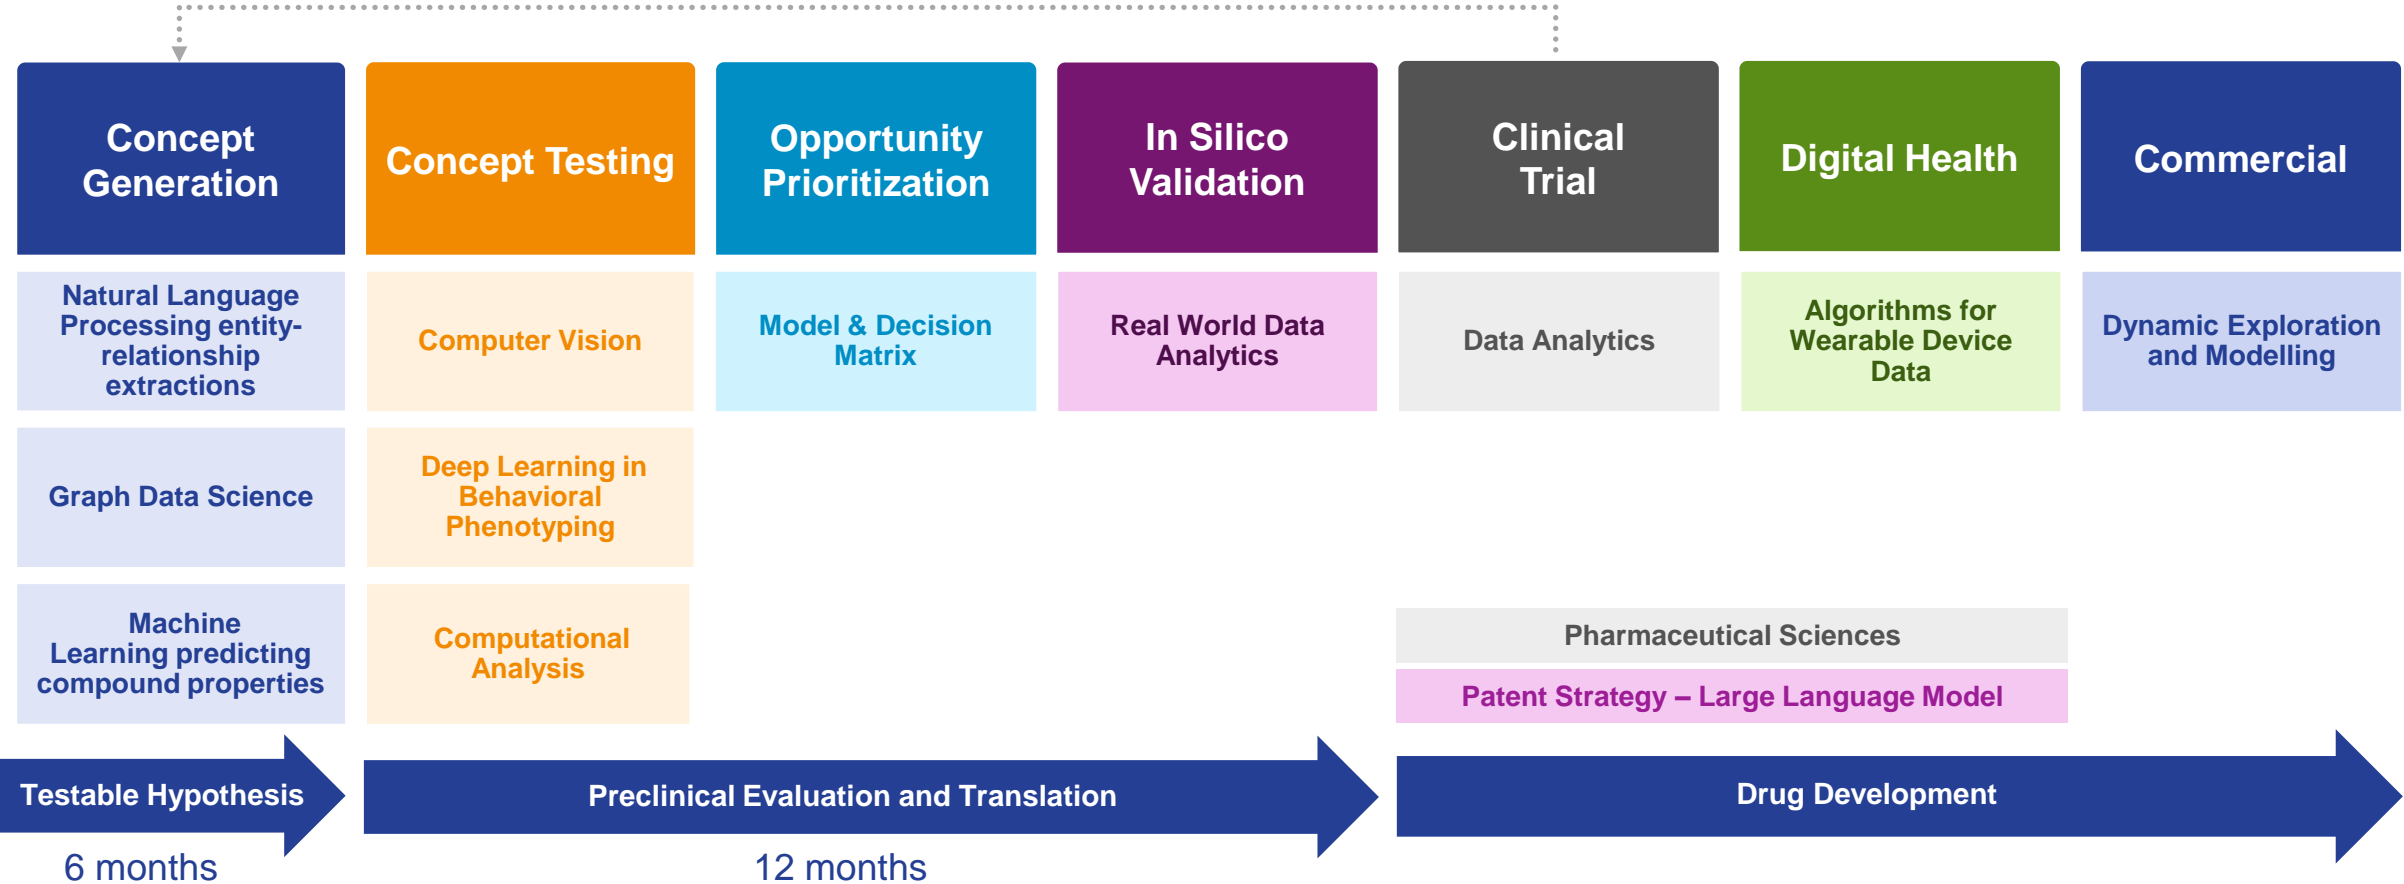 Concept
Generation
Concept Testing
Opportunity
Prioritization
In Silico
Validation
Clinical
Trial
Digital Health
Commercial
Natural Language
Processing entity-
relationship
extractions
Computer Vision
Model & Decision
Matrix
Real World Data
Analytics
Data Analytics
Algorithms for
Wearable Device
Data
Dynamic Exploration
and Modelling
Graph Data Science
Deep Learning in
Behavioral
Phenotyping
Machine
Learning predicting
compound properties
Computational
Analysis
Pharmaceutical Sciences
Patent Strategy – Large Language Model
Testable Hypothesis
Preclinical Evaluation and Translation
Drug Development
6 months
12 months